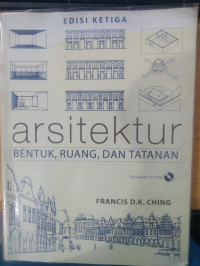 EDISI KETIGA
arsitektur
BENTUK, RUANG, DAN TATANAN
FRANCIS D.K. CHING